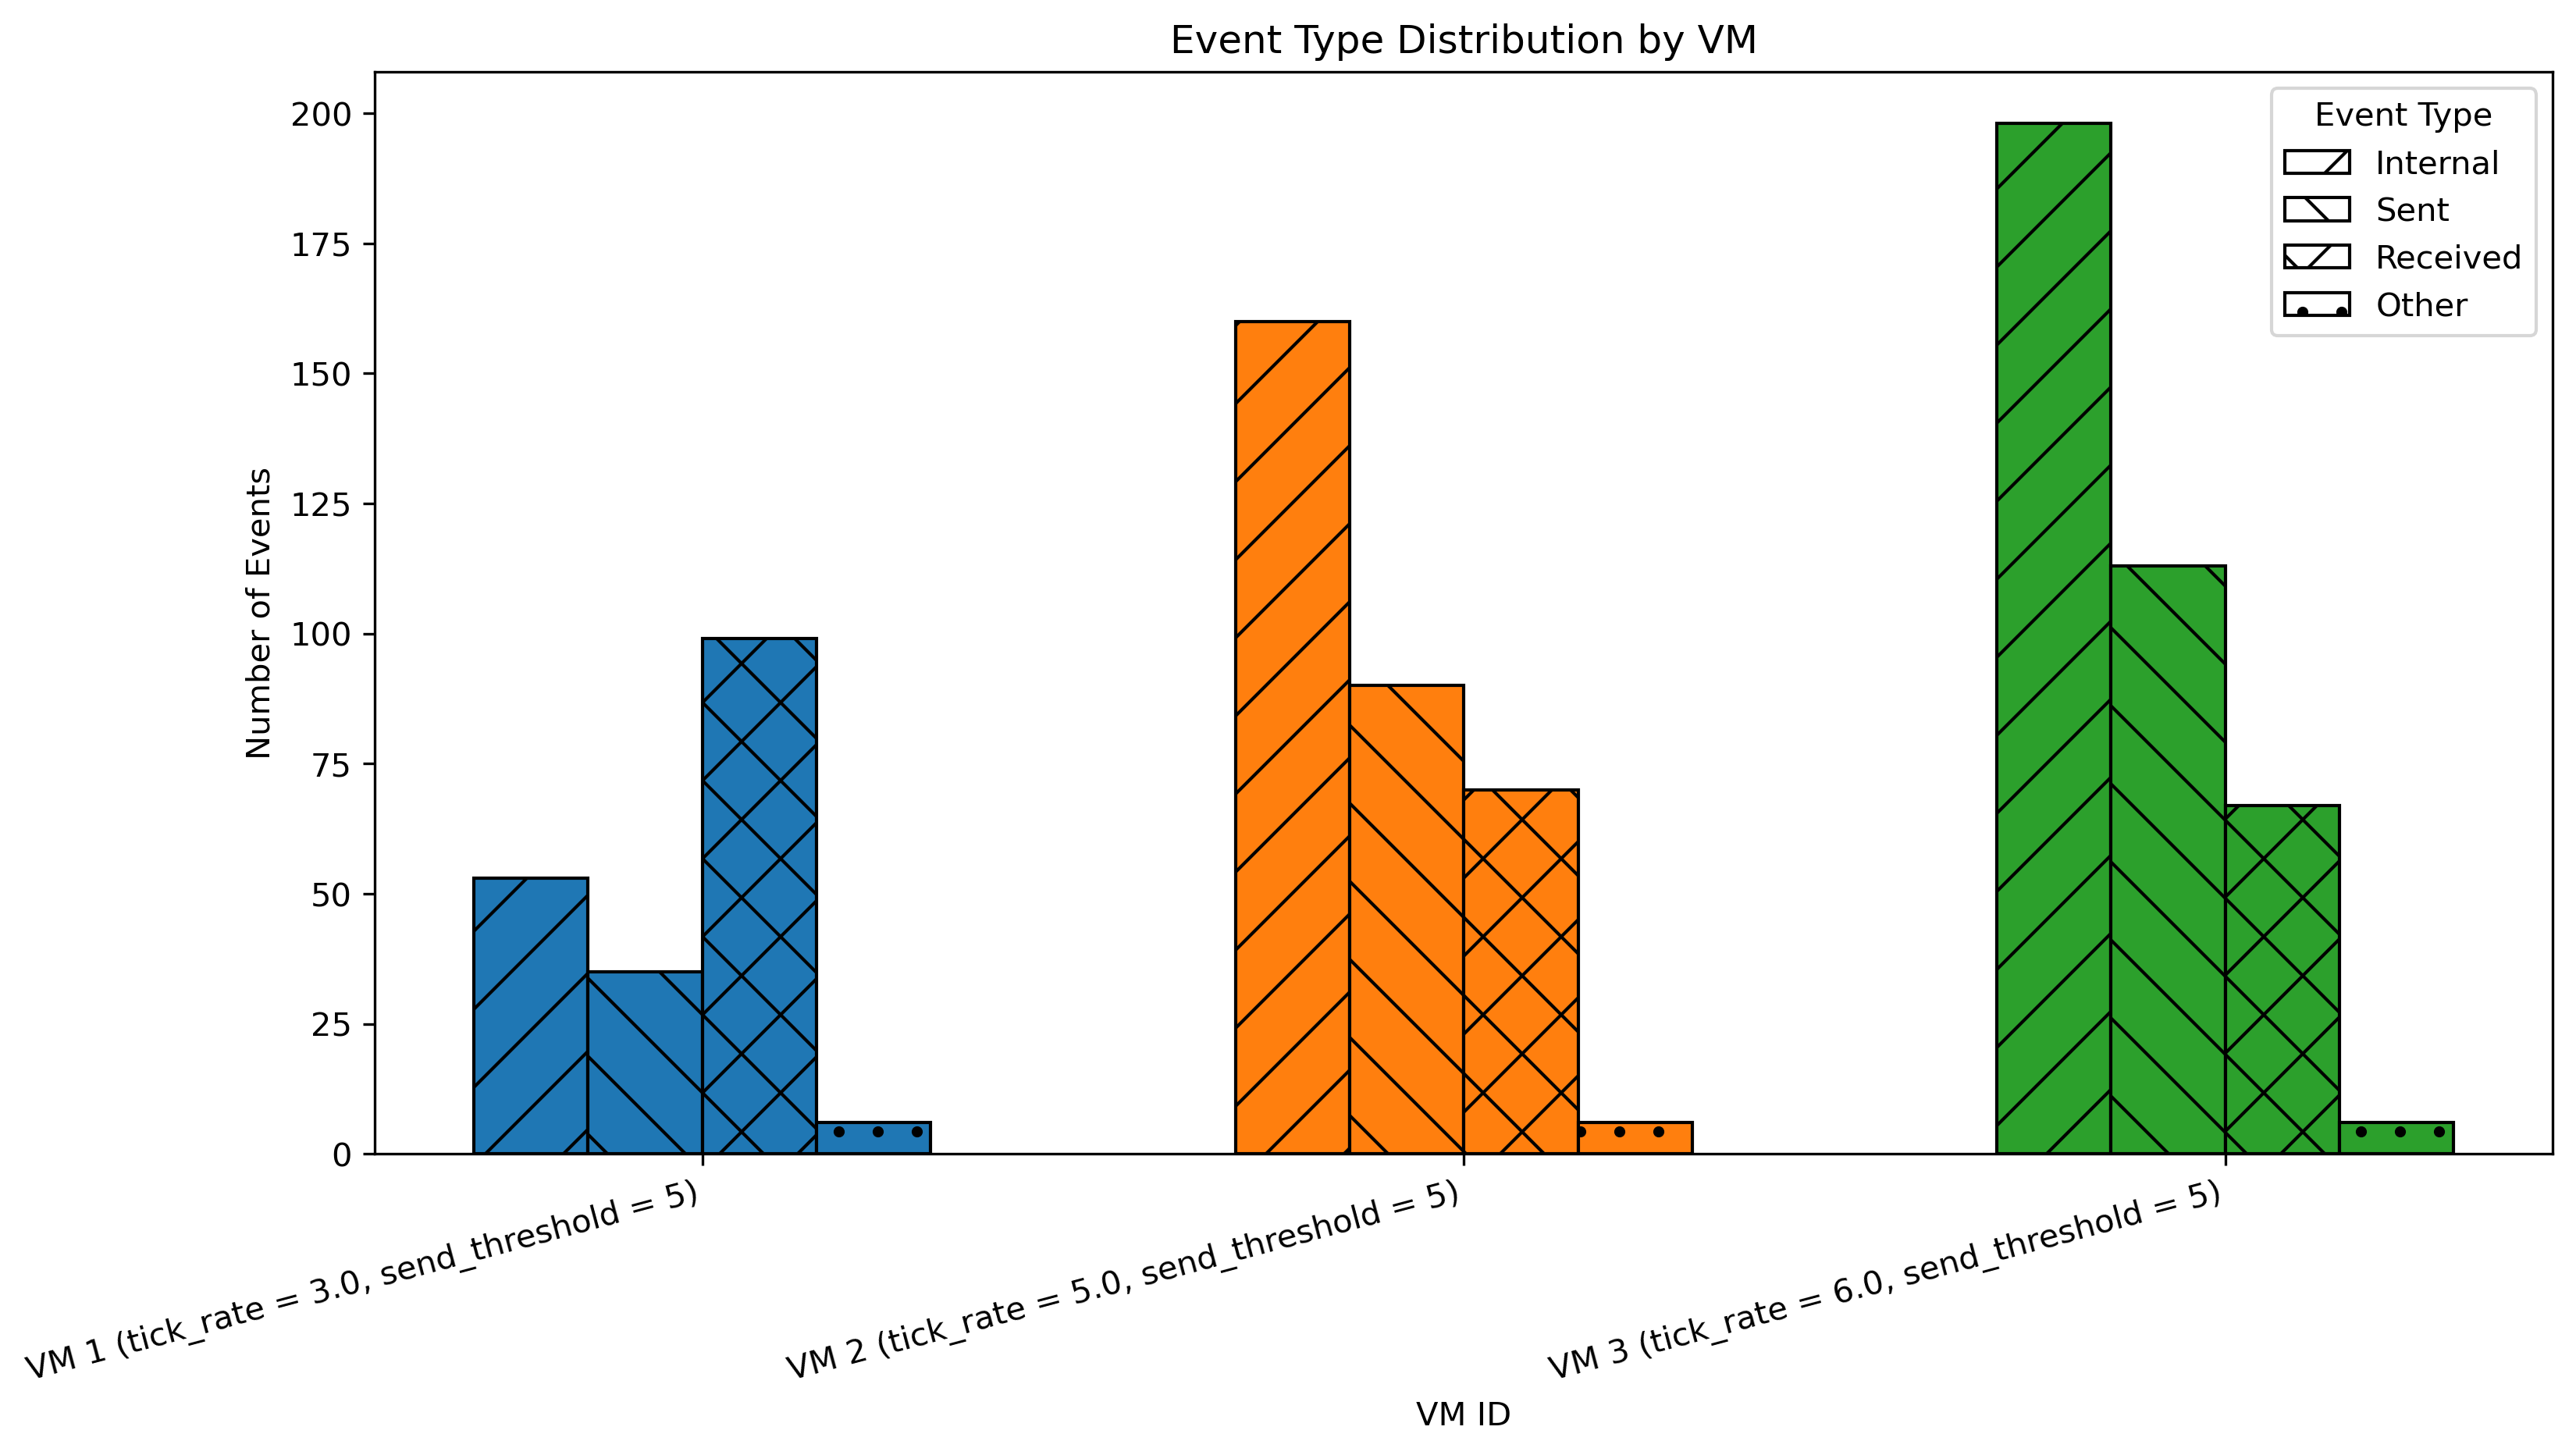 Event Type Distribution by VM
Number of Events
200
175
150
125
100
75
50
25
0
Event Type
Internal
Sent
Received
Other
VM 1 (tick_rate = 3.0, send_threshold = 5)
VM 2 (tick_rate = 5.0, send_threshold = 5)
VM 3 (tick_rate = 6.0, send_threshold = 5)
VM ID